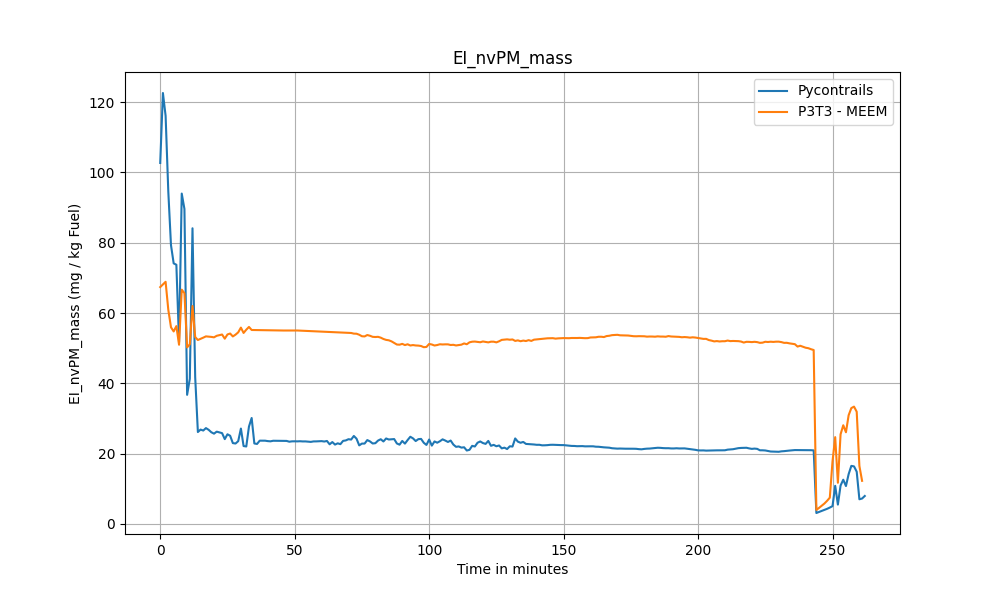 EI_nvPM_mass
Pycontrails
P3T3 - MEEM
EI_nvPM_mass (mg / kg Fuel)
120
100
80
60
40
20
0
0 50 100 150 200 250
Time in minutes